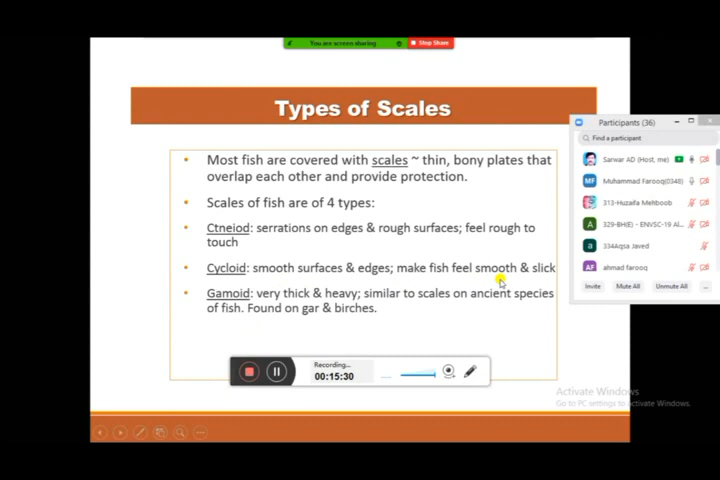 You are screen sharing
Stop Share
Types of Scales
Participants (36)
Find a participant
Most fish are covered with scales ~ thin, bony plates that
overlap each other and provide protection.
Scales of fish are of 4 types:
Ctneiod: serrations on edges & rough surfaces; feel rough to
touch
Cycloid: smooth surfaces & edges; make fish feel smooth & slick
Gamoid: very thick & heavy; similar to scales on ancient species
of fish. Found on gar & birches.
Sarwar AD (Host, me)
MF Muhammad Farooq(0348)
313-Huzaifa Mehboob
A 329-BH(E) - ENVSC-19 Al...
a 334Aqsa Javed
AF ahmad farooq
Invite Mute All Unmute All ...
Recording...
00:15:30
Activate Windows
Go to PC settings to Activate Windows.